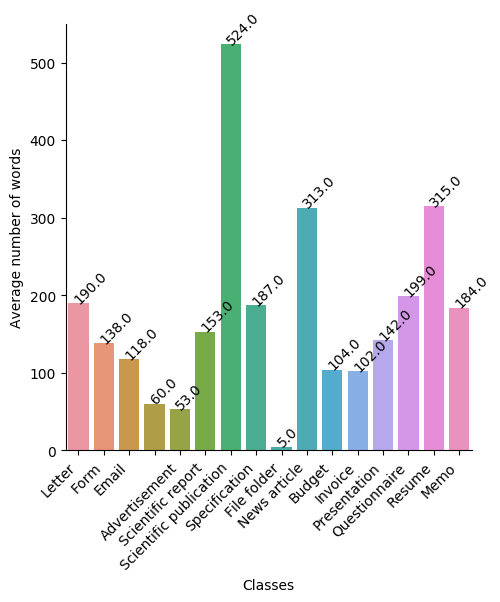 Average number of words
500
400
300
200
100
0
190.0
138.0
118.0
60.0
53.0
153.0
524.0
187.0
5.0
313.0
104.0
102.0
142.0
199.0
315.0
184.0
Letter
Form
Email
Advertisement
Scientific report
Scientific publication
Specification
File folder
News article
Budget
Invoice
Presentation
Questionnaire
Resume
Memo
Classes